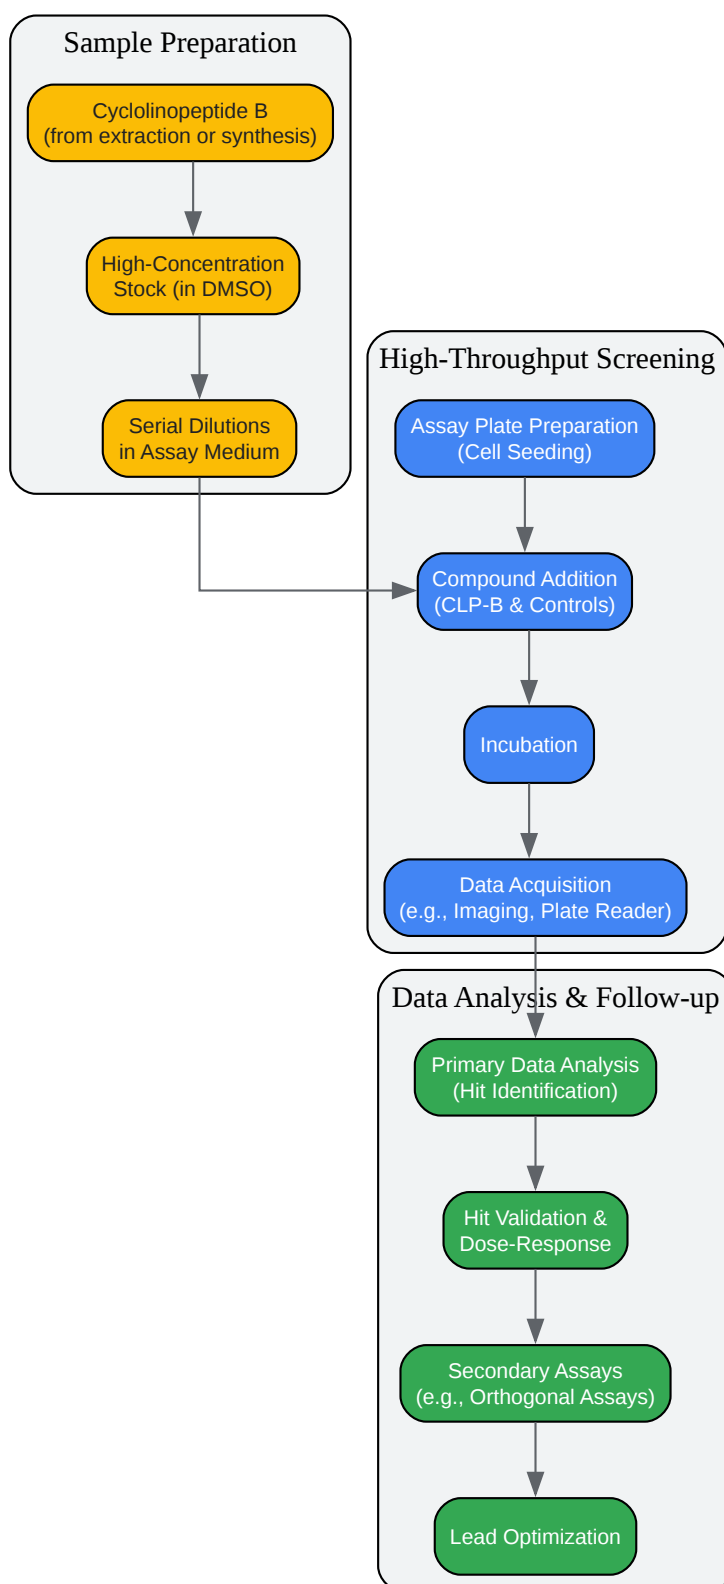 Sample Preparation
Cyclolinopeptide B
(from extraction or synthesis)
High-Concentration
Stock (in DMSO)
Serial Dilutions
in Assay Medium
High-Throughput Screening
Assay Plate Preparation
(Cell Seeding)
Compound Addition
(CLP-B & Controls)
Incubation
Data Acquisition
(e.g., Imaging, Plate Reader)
Data Analysis & Follow-up
Primary Data Analysis
(Hit Identification)
Hit Validation &
Dose-Response
Secondary Assays
(e.g., Orthogonal Assays)
Lead Optimization